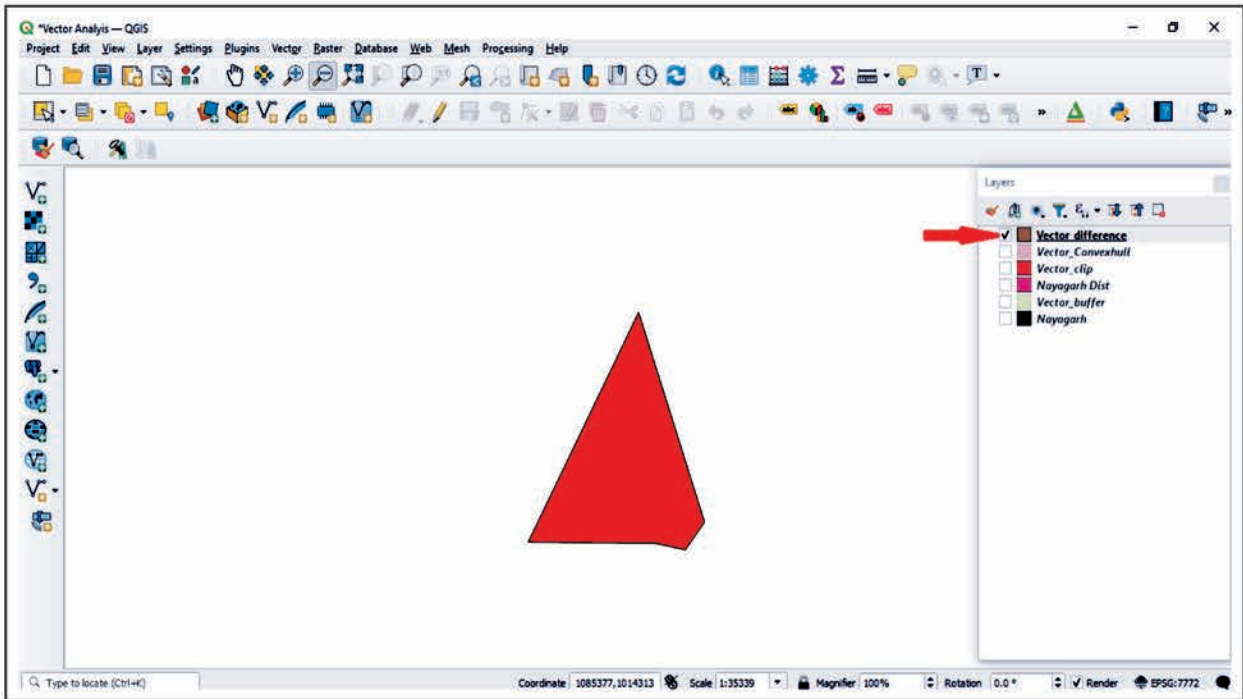 *Vector Analyis — QGIS
Project Edit View Layer Settings Plugins Vector Raster Database Web Mesh Processing Help
Layers
Vector difference
Vector_Convexhull
Vector_clip
Nayagarh Dist
Vector_buffer
Nayagarh
Type to locate (Ctrl+K) Coordinate 1085377,1014313 Scale 1:35339 Magnifier 100% Rotation 0.0 ° Render EPSG:7772